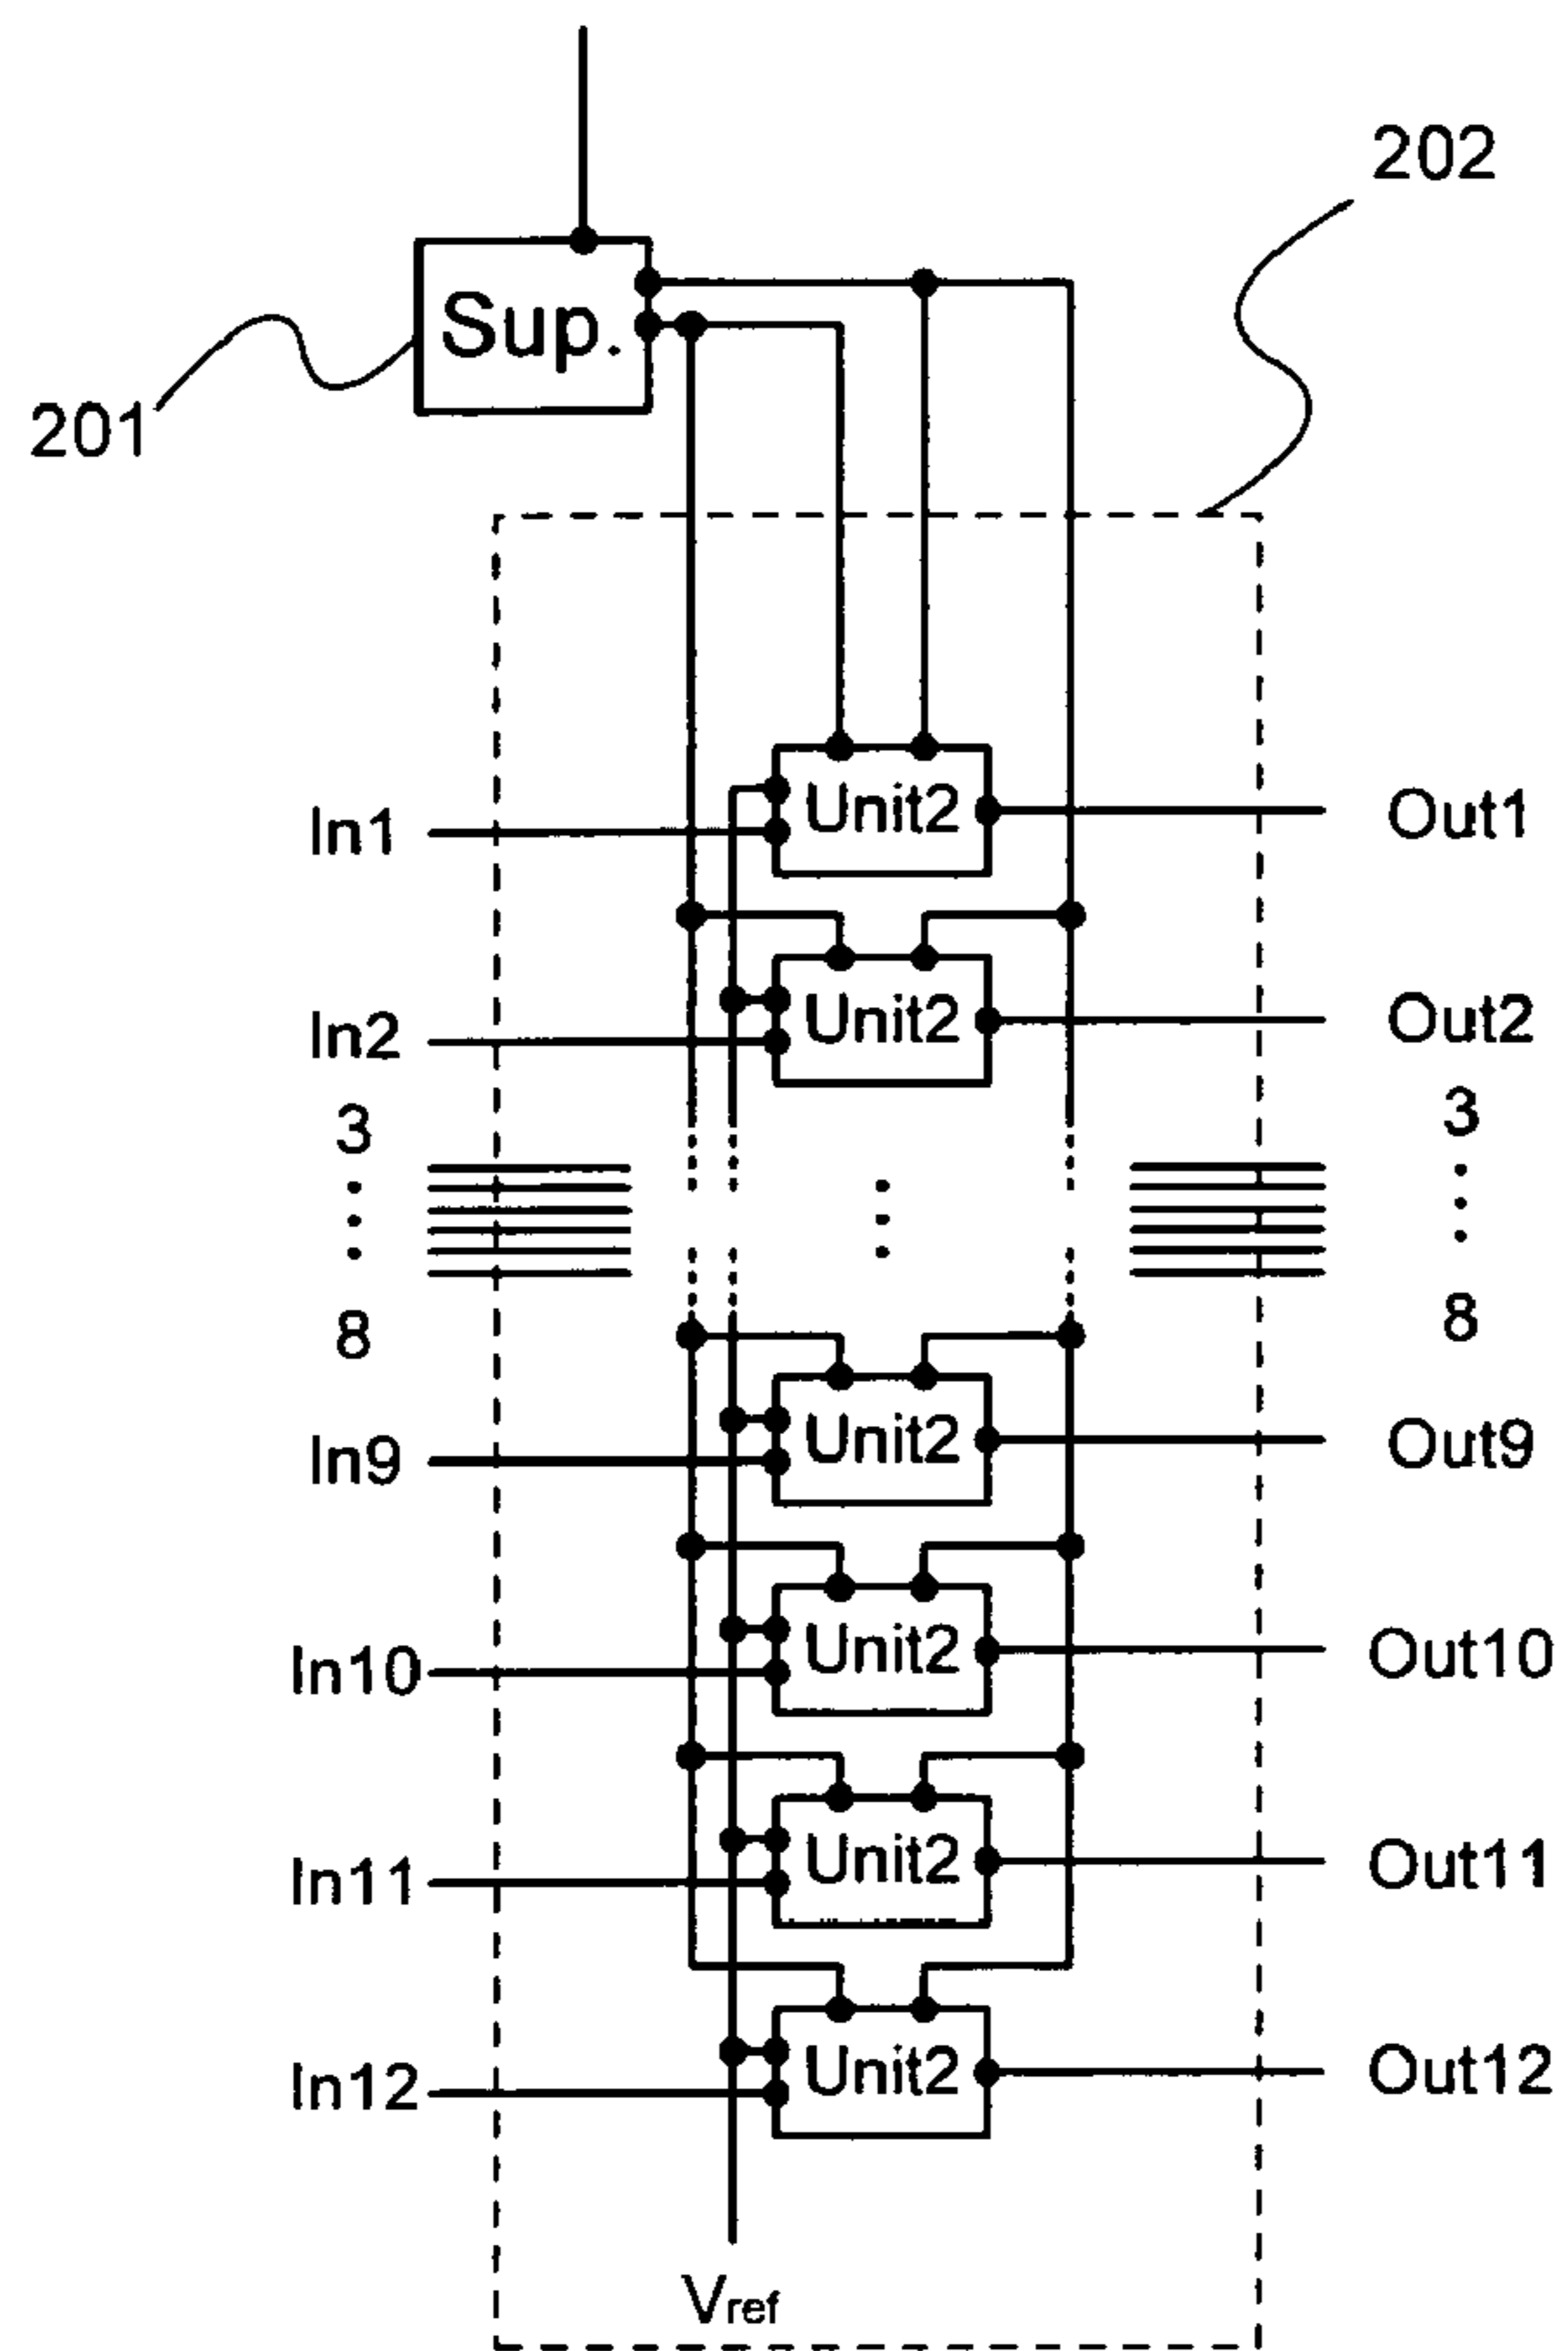 202
Sup.
201
In1 Unit2 Out1
In2 Unit2 Out2
3 3
8 8
In9 Unit2 Out9
In10 Unit2 Out10
In11 Unit2 Out11
In12 Unit2 Out12
Vref